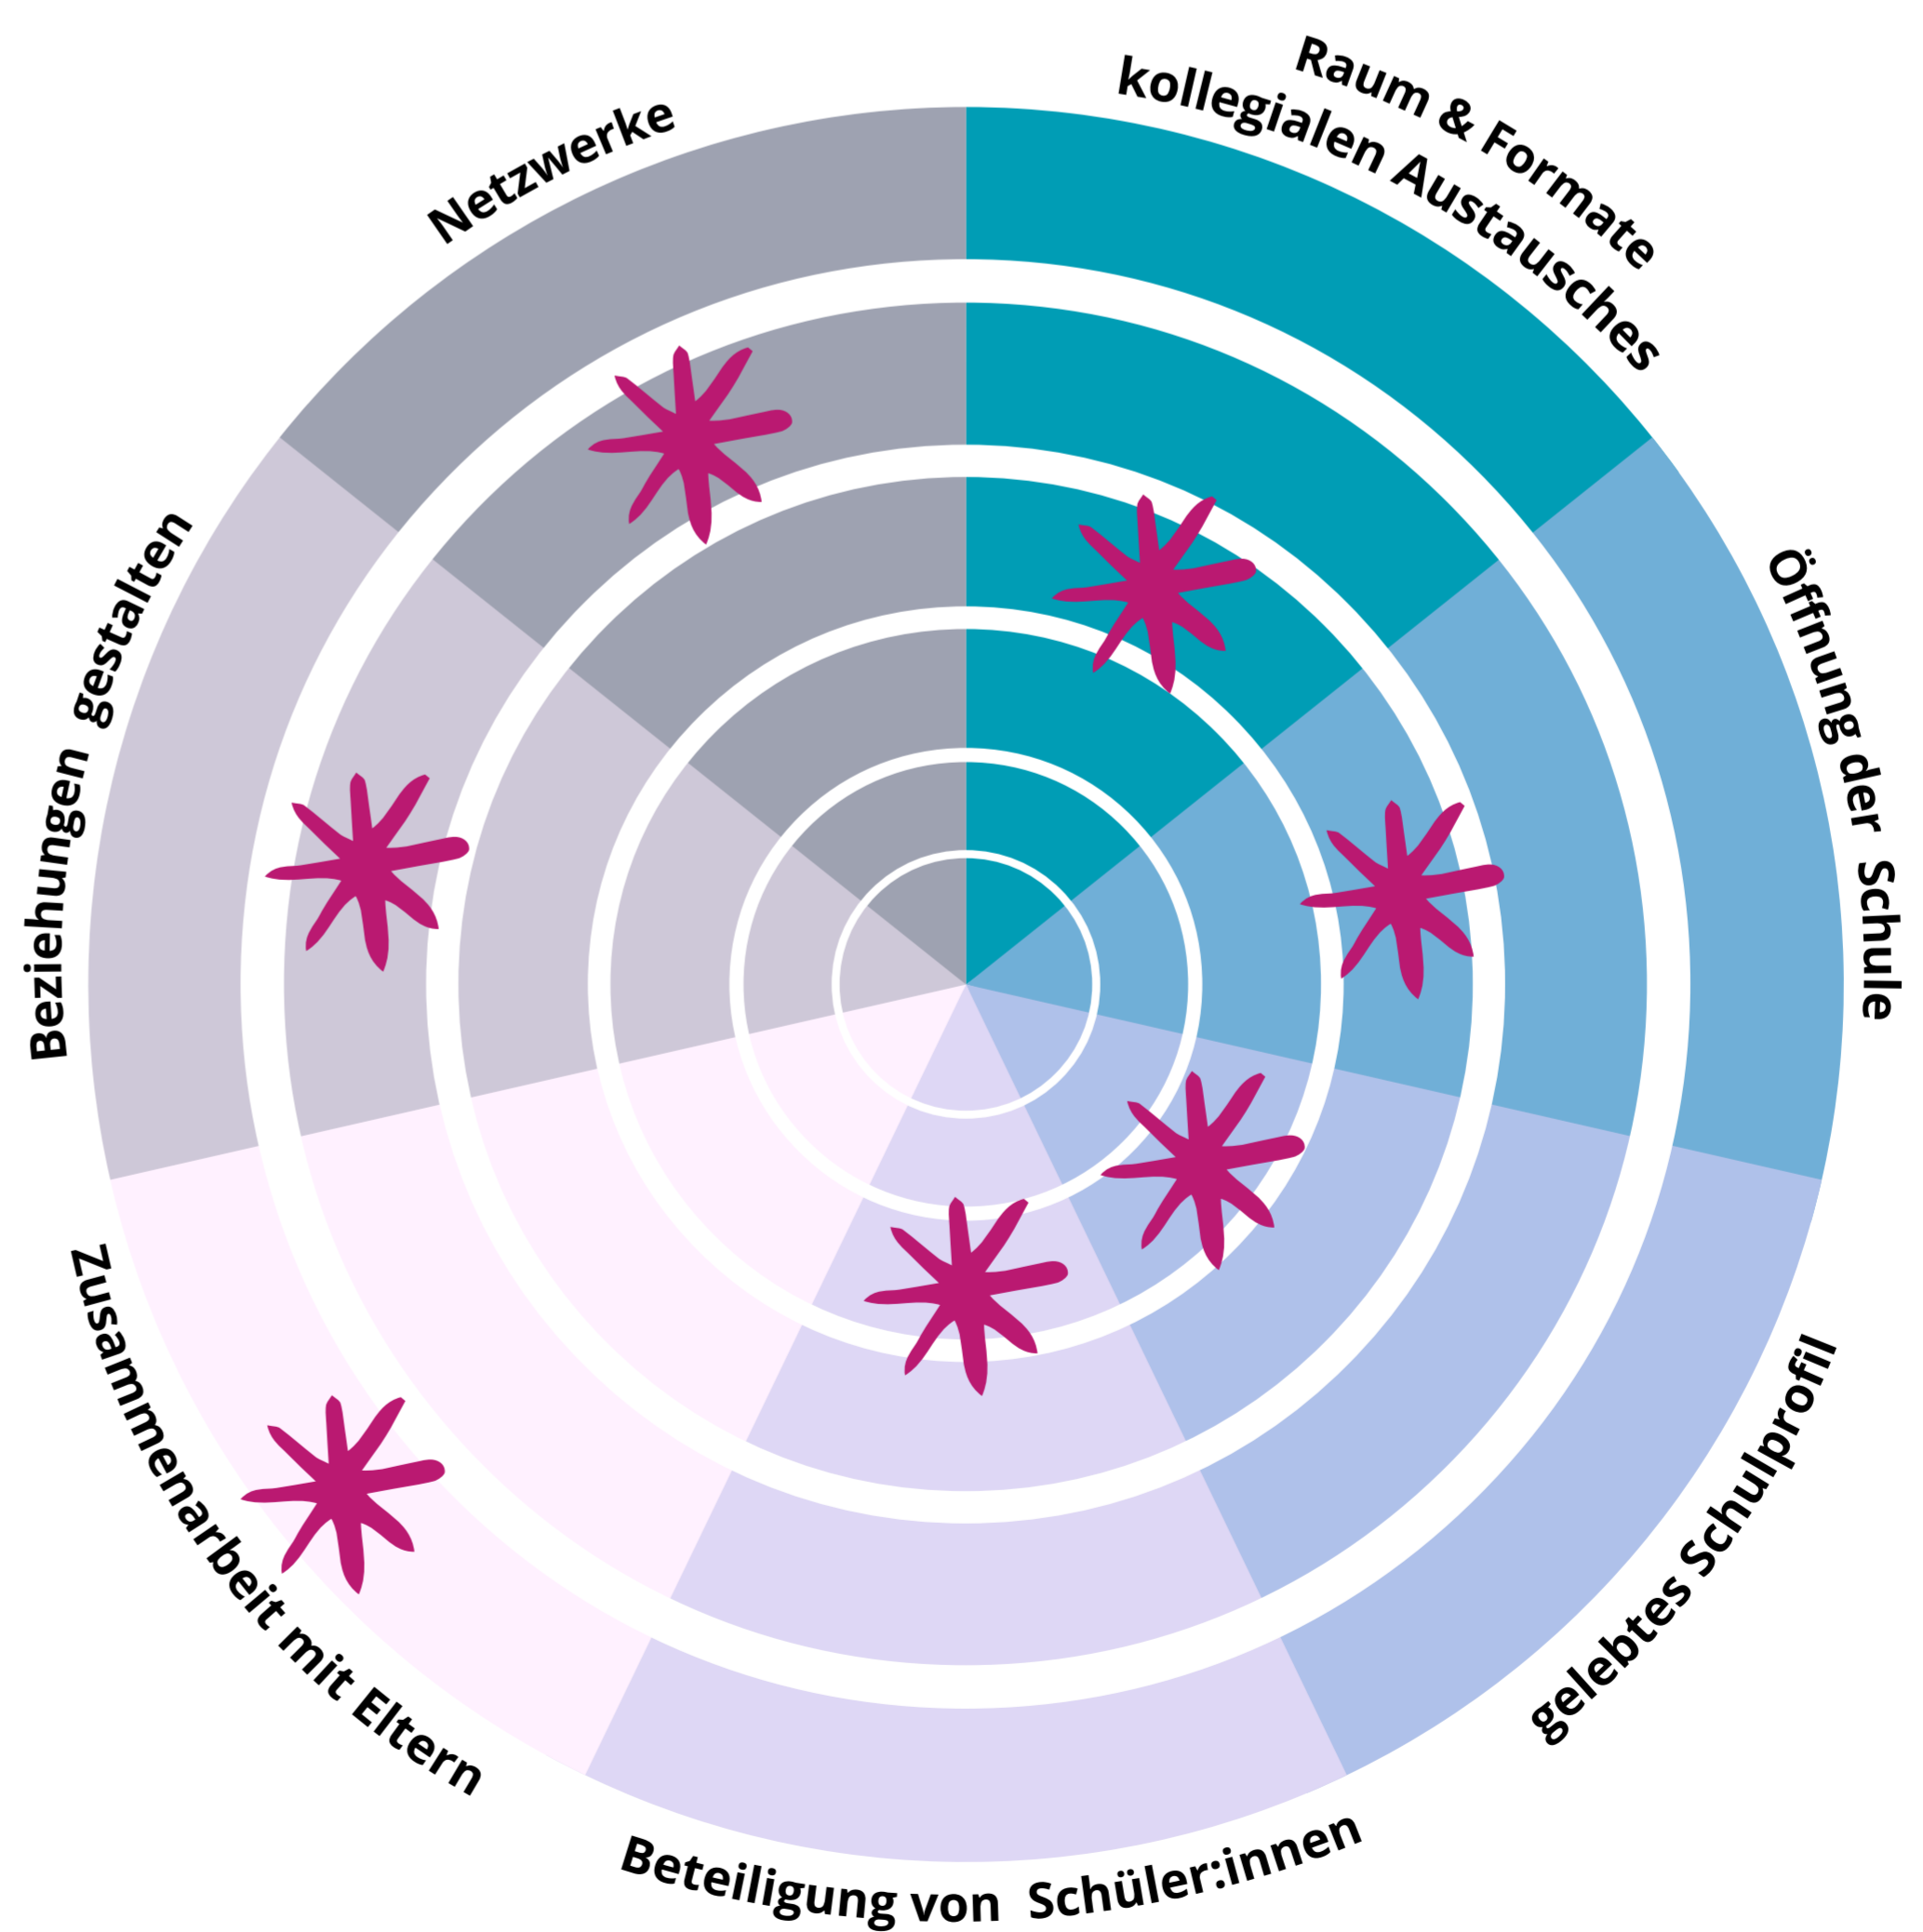 Raum & Formate
kollegialen Austausches
Öffnung der Schule
gelebtes Schulprofil
Beteiligung von Schüler:innen
Zusammenarbeit mit Eltern
Beziehungen gestalten
Netzwerke